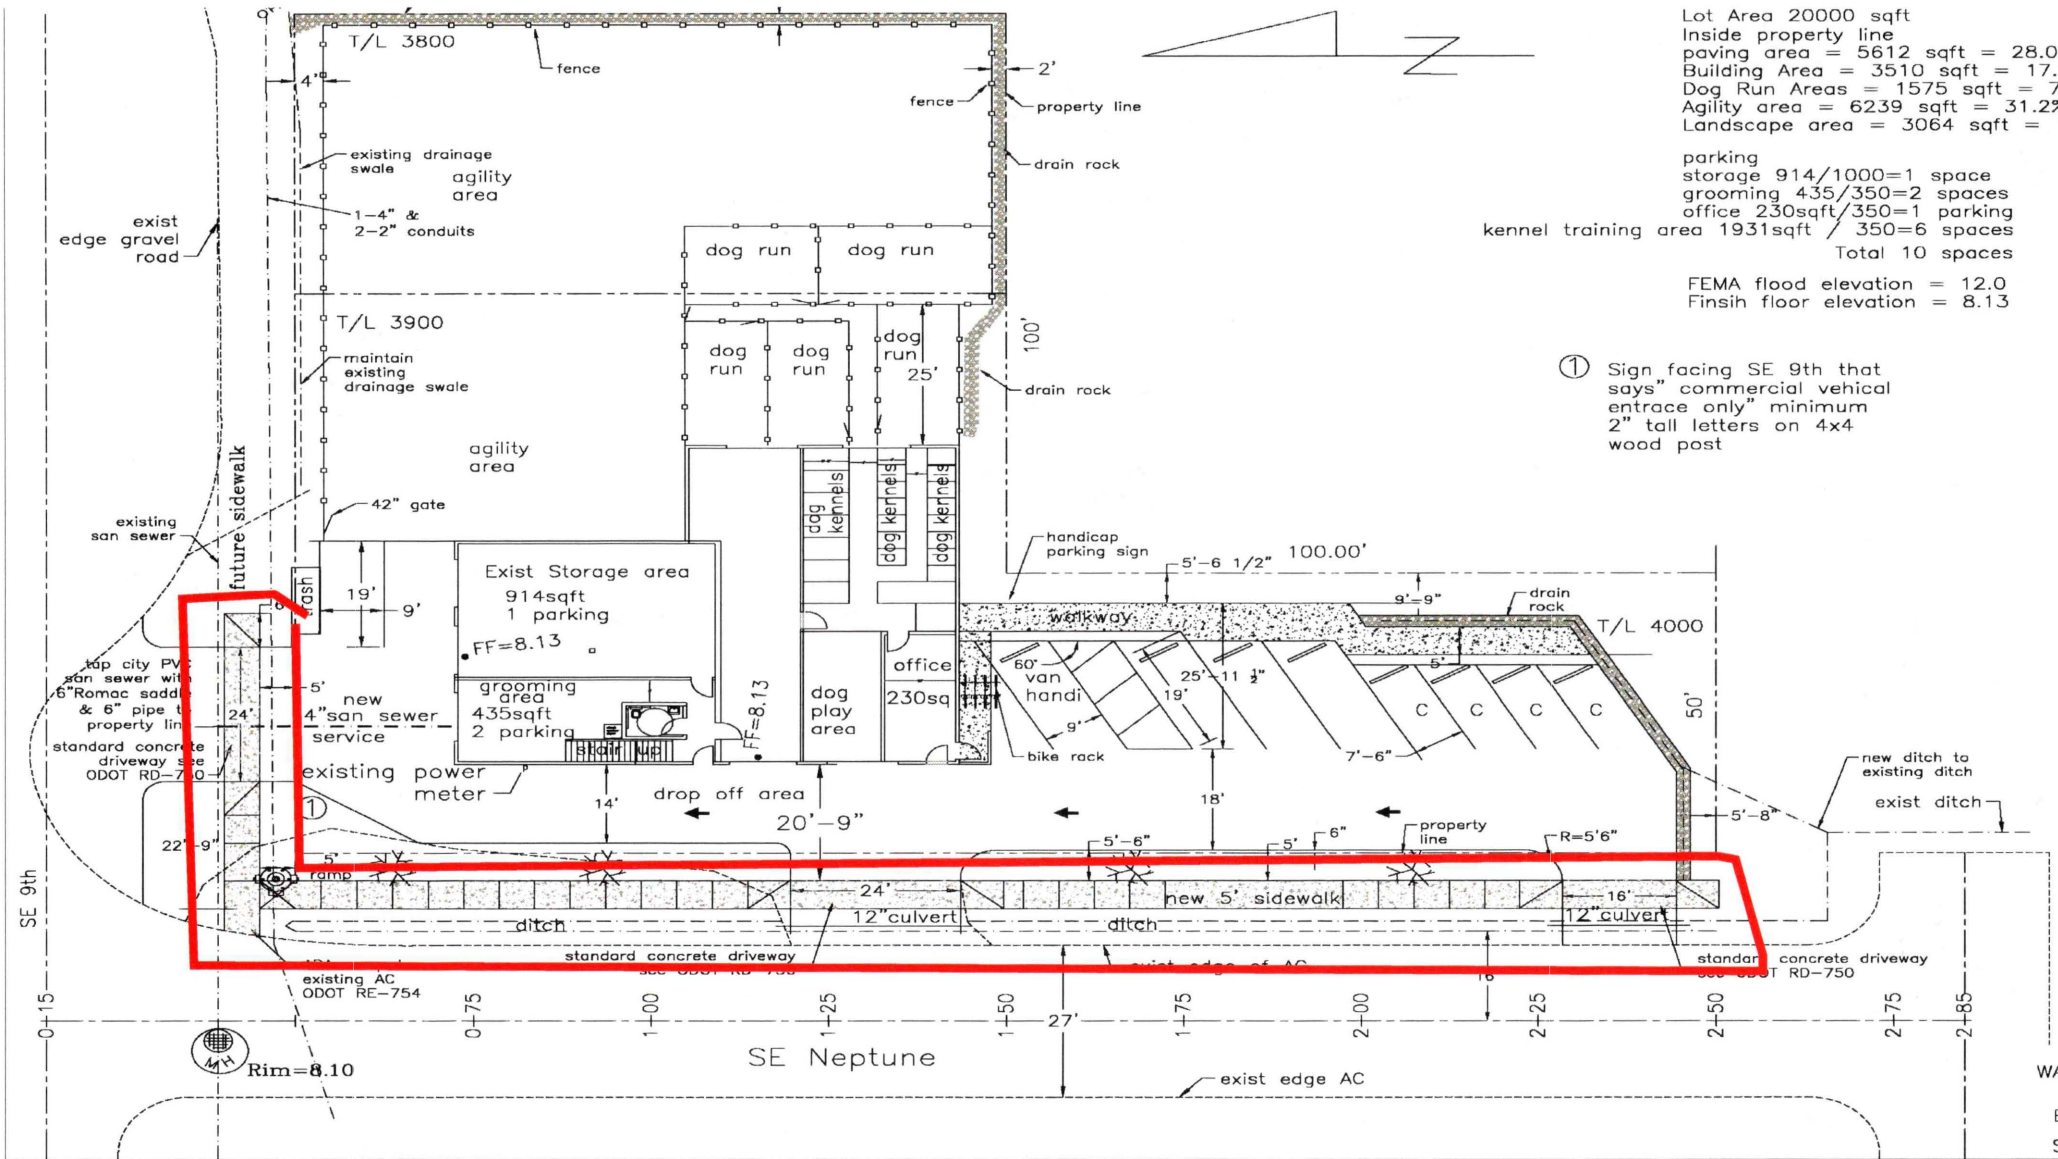 Lot Area 20000 sqft
Inside property line
paving area = 5612 sqft = 28.0
Building Area = 3510 sqft = 17.
Dog Run Areas = 1575 sqft = 7
Agility area = 6239 sqft = 31.2%
Landscape area = 3064 sqft =
parking
storage 914/1000=1 space
grooming 435/350=2 spaces
office 230sqft/350=1 parking
kennel training area 1931sqft / 350=6 spaces
Total 10 spaces
FEMA flood elevation = 12.0
Finsih floor elevation = 8.13
① Sign facing SE 9th that
says" commercial vehical
entrace only" minimum
2" tall letters on 4x4
wood post
T/L 3800
fence
4'
2'
fence
property line
drain rock
existing drainage
swale
agility
area
1-4" &
2-2" conduits
exist
edge gravel
road
dog run
dog run
T/L 3900
100'
maintain
existing
drainage swale
dog
run
dog
run
dog
run
25'
drain rock
agility
area
future sidewalk
42" gate
existing
san sewer
dog
kennels
dog kennels
dog kennels
handicap
parking sign
5'-6 1/2"
100.00'
9'-9"
drain
rock
T/L 4000
trash
6'
19'
9'
Exist Storage area
914sqft
1 parking
FF=8.13
walkway
60'
van
handi
25'-11 ½"
19'
9'
5'
C
C
C
C
7'-6"
50'
tap city PVC
san sewer with
6"Romac saddle
& 6" pipe to
property line
5'
24'
new
4"san sewer
service
grooming
area
435sqft
2 parking
stair up
FF=8.13
dog
play
area
office
230sq
bike rack
standard concrete
driveway see
ODOT RD-750
existing power
meter
①
14'
drop off area
20'-9"
18'
new ditch to
existing ditch
exist ditch
5'-8"
22'-9"
5'
ramp
5'-6"
5'
6"
property
line
R=5'6"
24'
new 5' sidewalk
16'
12"culvert
12"culvert
ditch
ditch
SE 9th
standard concrete driveway
see ODOT RD-750
exist edge of AC
standard concrete driveway
see ODOT RD-750
existing AC
ODOT RE-754
0-15
0-75
1-00
1-25
1-50
1-75
2-00
2-25
2-50
2-75
2-85
27'
MH
Rim=8.10
SE Neptune
exist edge AC
WA